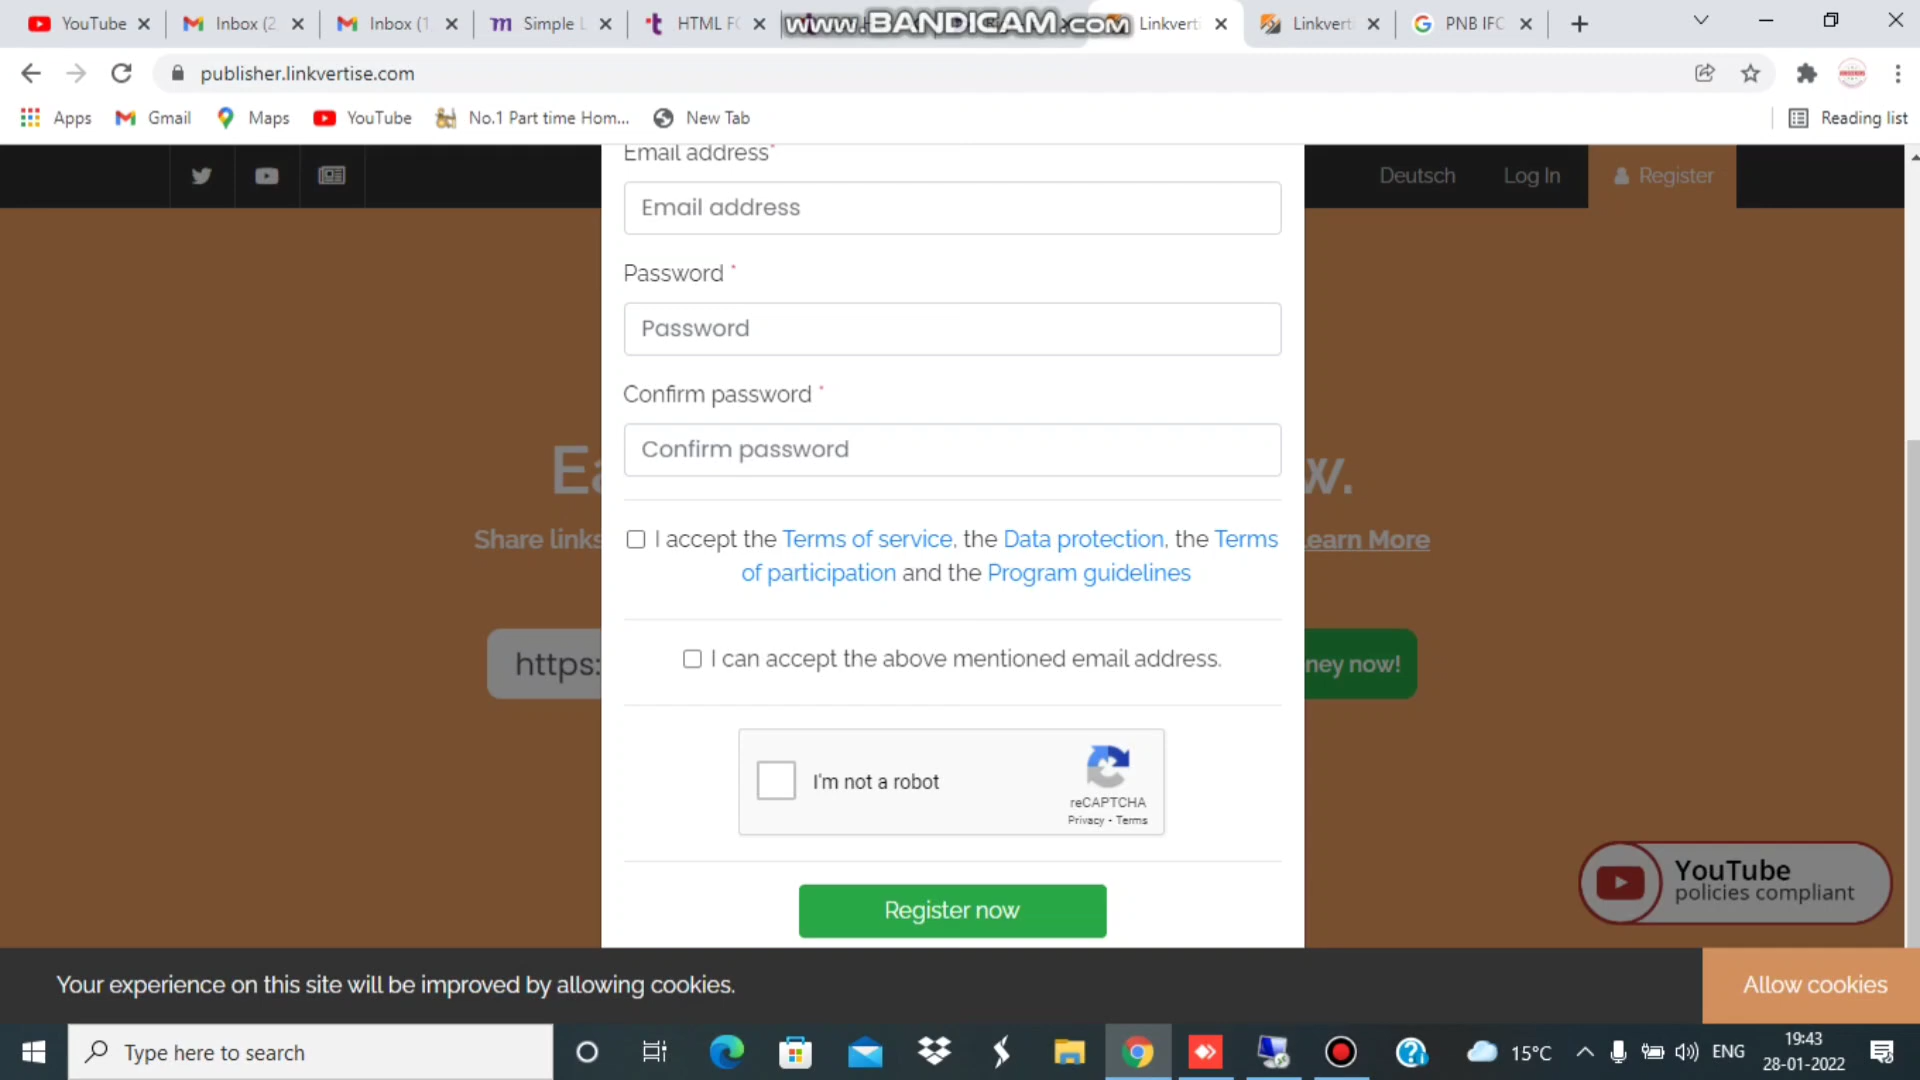 YouTube
Inbox (2
Inbox (1
Simple L
HTML FO
www.BANDICAM.com
Linkverti
Linkverti
PNB IFC
publisher.linkvertise.com
Apps
Gmail
Maps
YouTube
No.1 Part time Hom...
New Tab
Reading list
Deutsch
Log In
Register
Email address*
Email address
Password *
Password
Confirm password *
Confirm password
Ea
w.
Share links
earn More
I accept the Terms of service, the Data protection, the Terms
of participation and the Program guidelines
https:
ney now!
I can accept the above mentioned email address.
I'm not a robot
reCAPTCHA
Privacy - Terms
YouTube
policies compliant
Register now
Your experience on this site will be improved by allowing cookies.
Allow cookies
Type here to search
15°C
ENG
19:43
28-01-2022